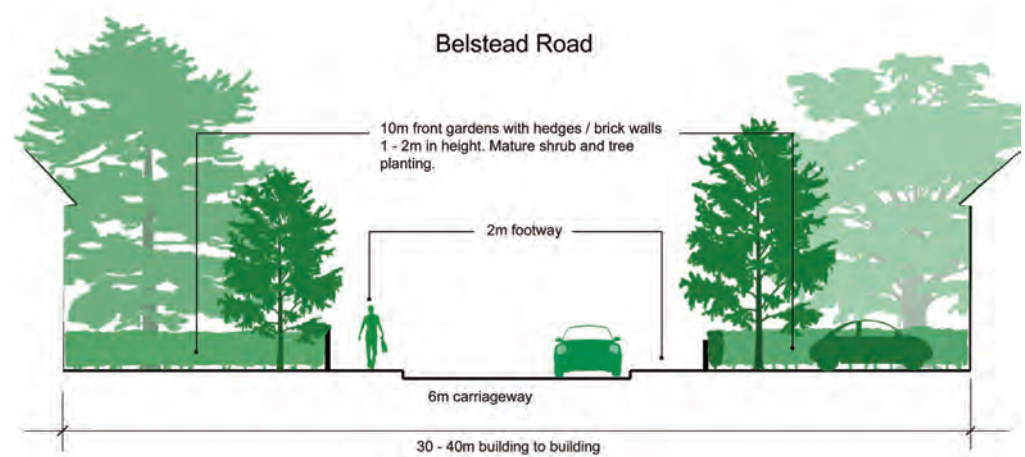 Belstead Road
10m front gardens with hedges / brick walls
1 - 2m in height. Mature shrub and tree
planting.
2m footway
6m carriageway
30 - 40m building to building